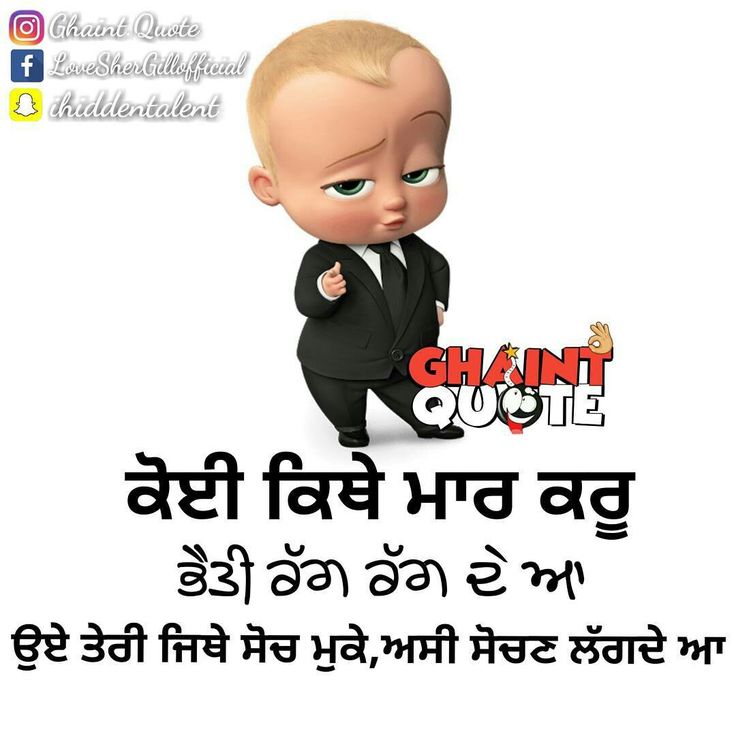 Ghaint.Quote
LoveSherGillofficial
ihiddentalent
GHAINT
QUOTE
ਕੋਈ ਕਿਥੇ ਮਾਰ ਕਰੂ
ਭੈਤੀ ਰੱਗ ਰੱਗ ਦੇ ਆ
ਉਏ ਤੇਰੀ ਜਿਥੇ ਸੋਚ ਮੁਕੇ,ਅਸੀ ਸੋਚਣ ਲੱਗਦੇ ਆ